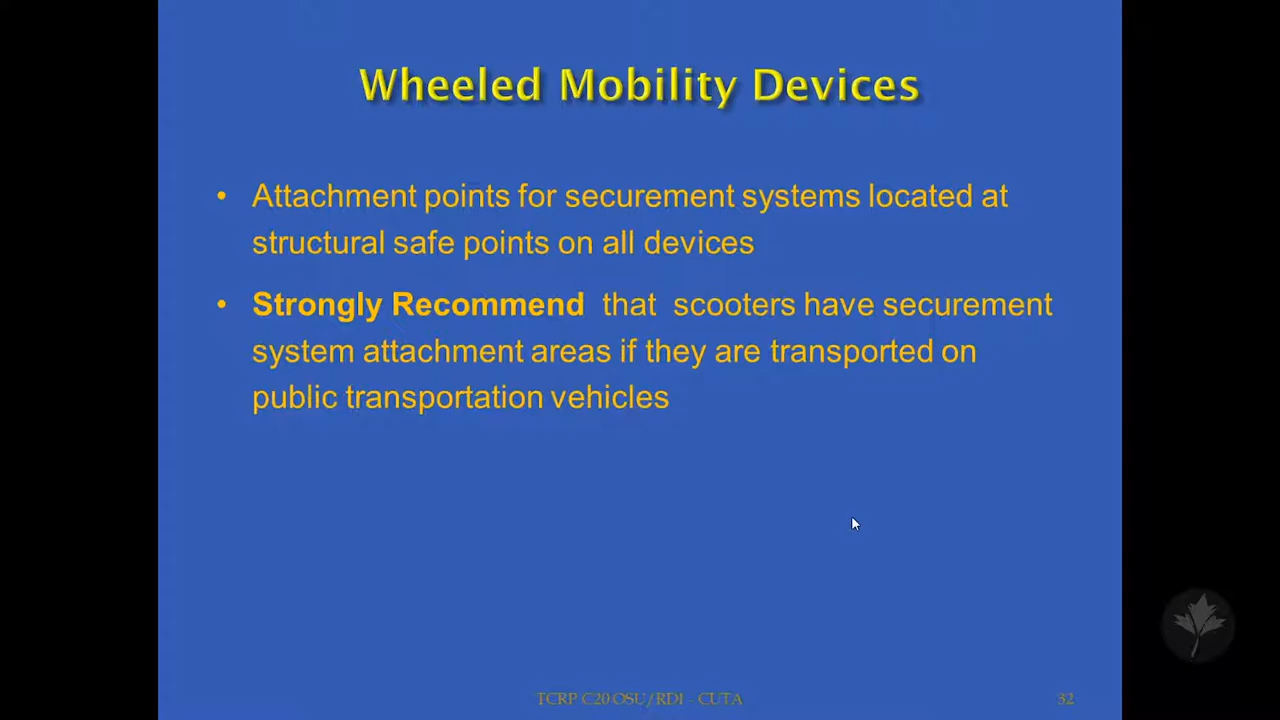 Wheeled Mobility Devices
• Attachment points for securement systems located at
structural safe points on all devices
• Strongly Recommend that scooters have securement
system attachment areas if they are transported on
public transportation vehicles
TCRP C20 OSU/RDI - CUTA
32